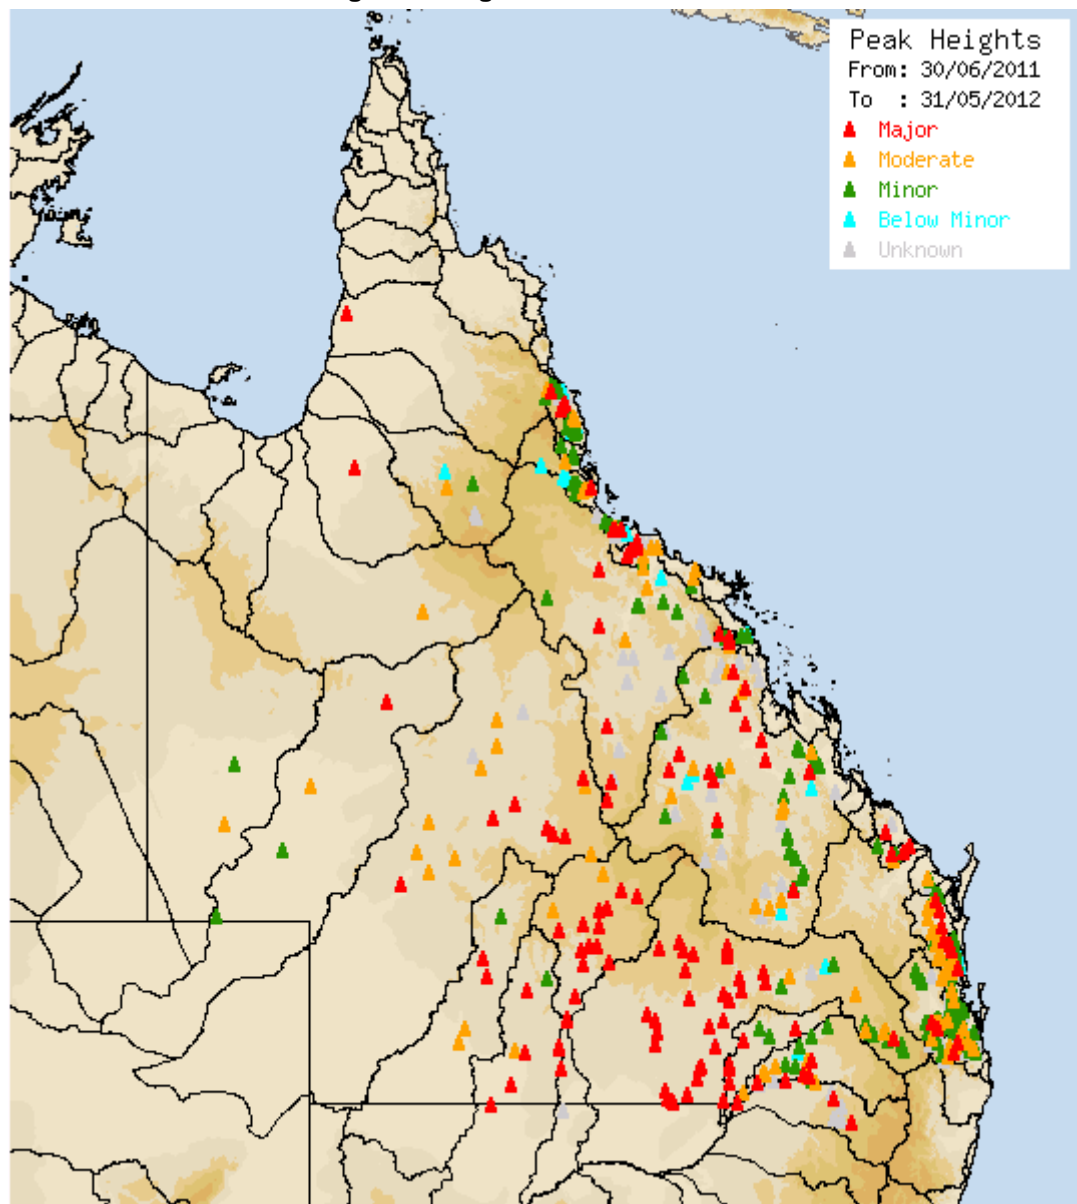 Peak Heights
From: 30/06/2011
To : 31/05/2012
Major
Moderate
Minor
Below Minor
Unknown